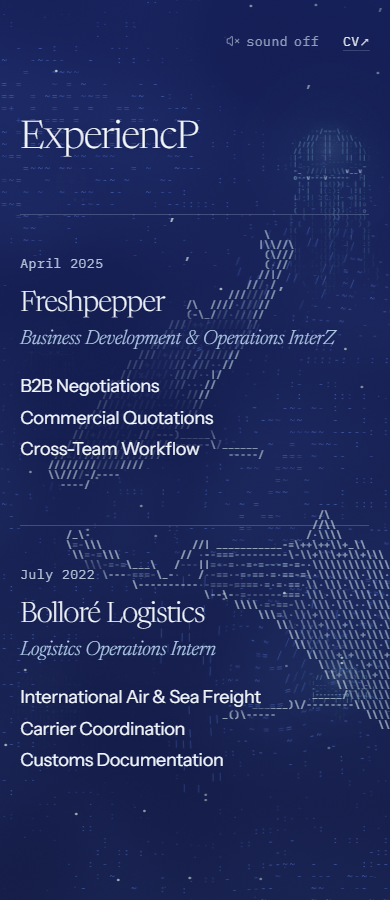 sound off
CV↗
ExperiencP
April 2025
Freshpepper
Business Development & Operations InterZ
B2B Negotiations
Commercial Quotations
Cross-Team Workflow
July 2022
Bolloré Logistics
Logistics Operations Intern
International Air & Sea Freight
Carrier Coordination
Customs Documentation